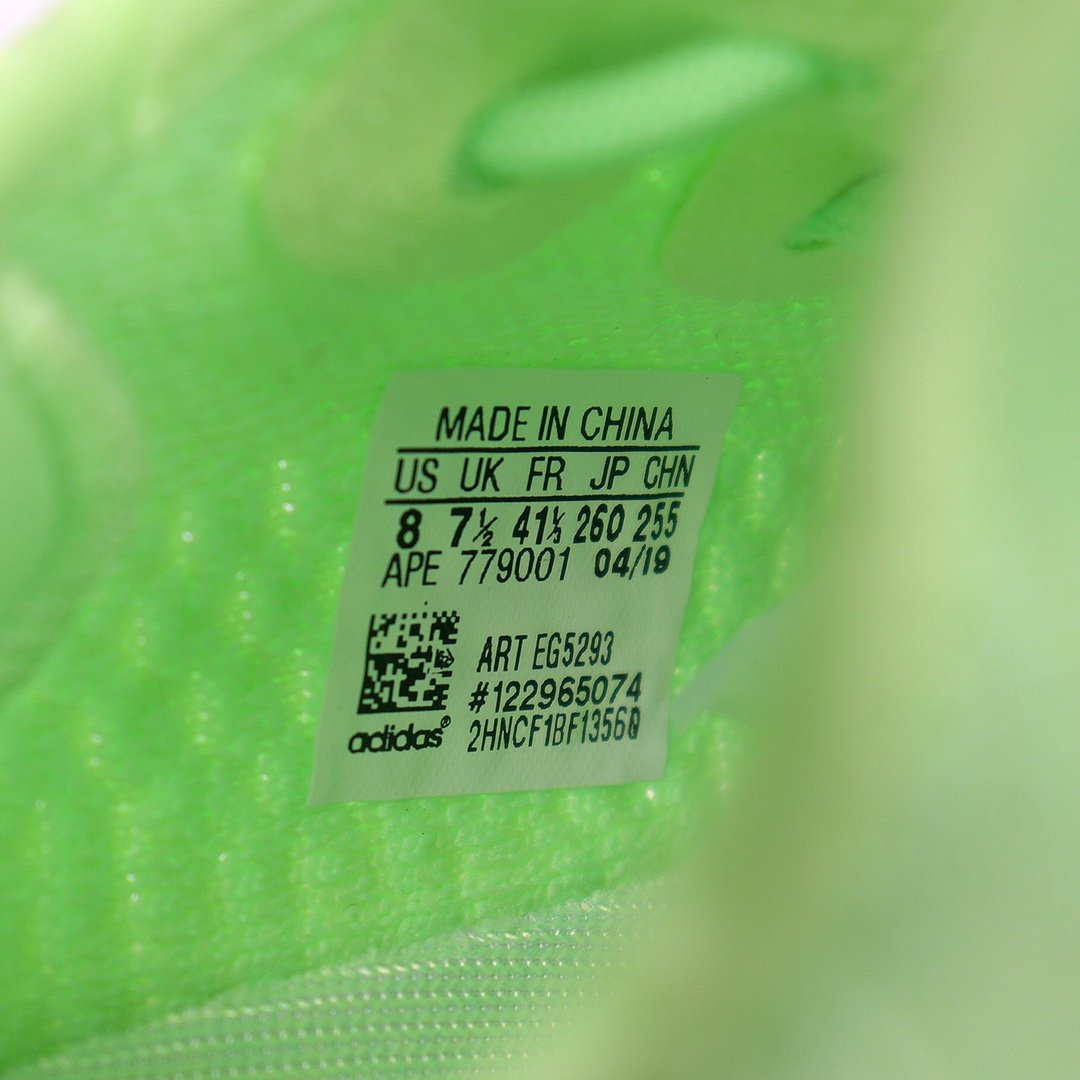 MADE IN CHINA
US UK FR JP CHN
8 7½ 41⅓ 260 255
APE 779001 04/19
ART EG5293
#122965074
2HNCF1BF13560
adidas®